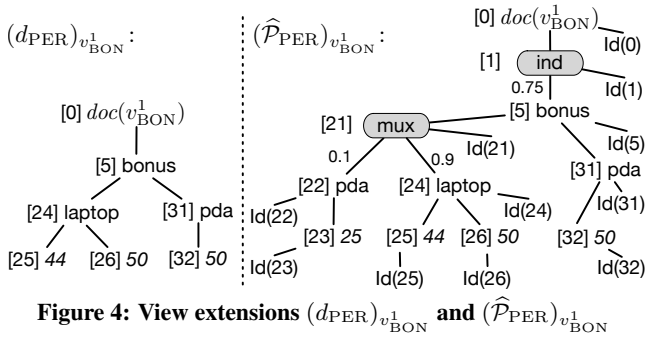 (d_PER)_{v^1_BON}:
[0] doc(v^1_BON)
[5] bonus
[24] laptop
[31] pda
[25] 44
[26] 50
[32] 50
(P̂_PER)_{v^1_BON}:
[0] doc(v^1_BON)
Id(0)
[1] ind
Id(1)
0.75
[5] bonus
Id(5)
[21] mux
Id(21)
0.1
0.9
[22] pda
[24] laptop
[31] pda
Id(22)
Id(24)
Id(31)
[23] 25
[25] 44
[26] 50
[32] 50
Id(23)
Id(25)
Id(26)
Id(32)
Figure 4: View extensions (d_PER)_{v^1_BON} and (P̂_PER)_{v^1_BON}